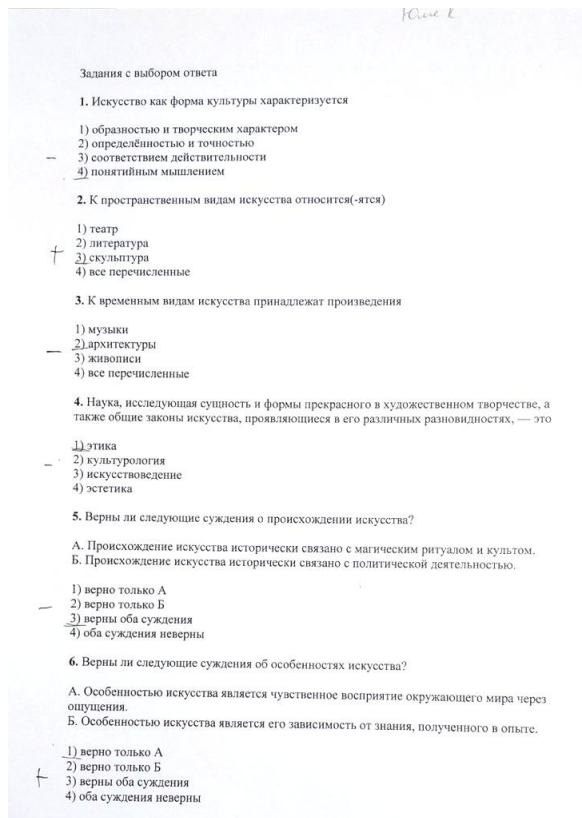 Юле К
Задания с выбором ответа
1. Искусство как форма культуры характеризуется
1) образностью и творческим характером
2) определённостью и точностью
3) соответствием действительности
4) понятийным мышлением
2. К пространственным видам искусства относится(-ятся)
1) театр
2) литература
3) скульптура
4) все перечисленные
3. К временным видам искусства принадлежат произведения
1) музыки
2) архитектуры
3) живописи
4) все перечисленные
4. Наука, исследующая сущность и формы прекрасного в художественном творчестве, а
также общие законы искусства, проявляющиеся в его различных разновидностях, — это
1) этика
2) культурология
3) искусствоведение
4) эстетика
5. Верны ли следующие суждения о происхождении искусства?
А. Происхождение искусства исторически связано с магическим ритуалом и культом.
Б. Происхождение искусства исторически связано с политической деятельностью.
1) верно только А
2) верно только Б
3) верны оба суждения
4) оба суждения неверны
6. Верны ли следующие суждения об особенностях искусства?
А. Особенностью искусства является чувственное восприятие окружающего мира через
ощущения.
Б. Особенностью искусства является его зависимость от знания, полученного в опыте.
1) верно только А
2) верно только Б
3) верны оба суждения
4) оба суждения неверны